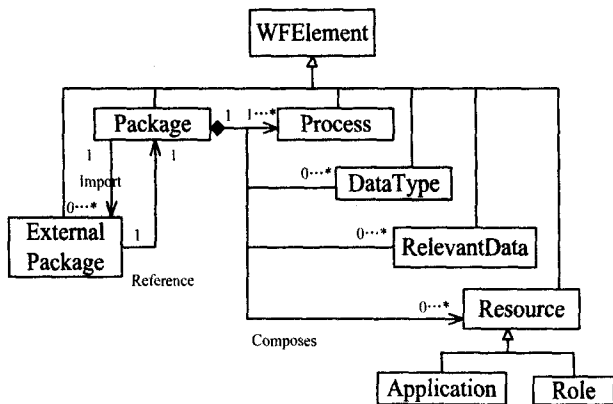 WFElement
Package
1
1···*
Process
1
1
Import
0···*
DataType
0···*
External
Package
1
0···*
RelevantData
Reference
0···*
Resource
Composes
Application
Role